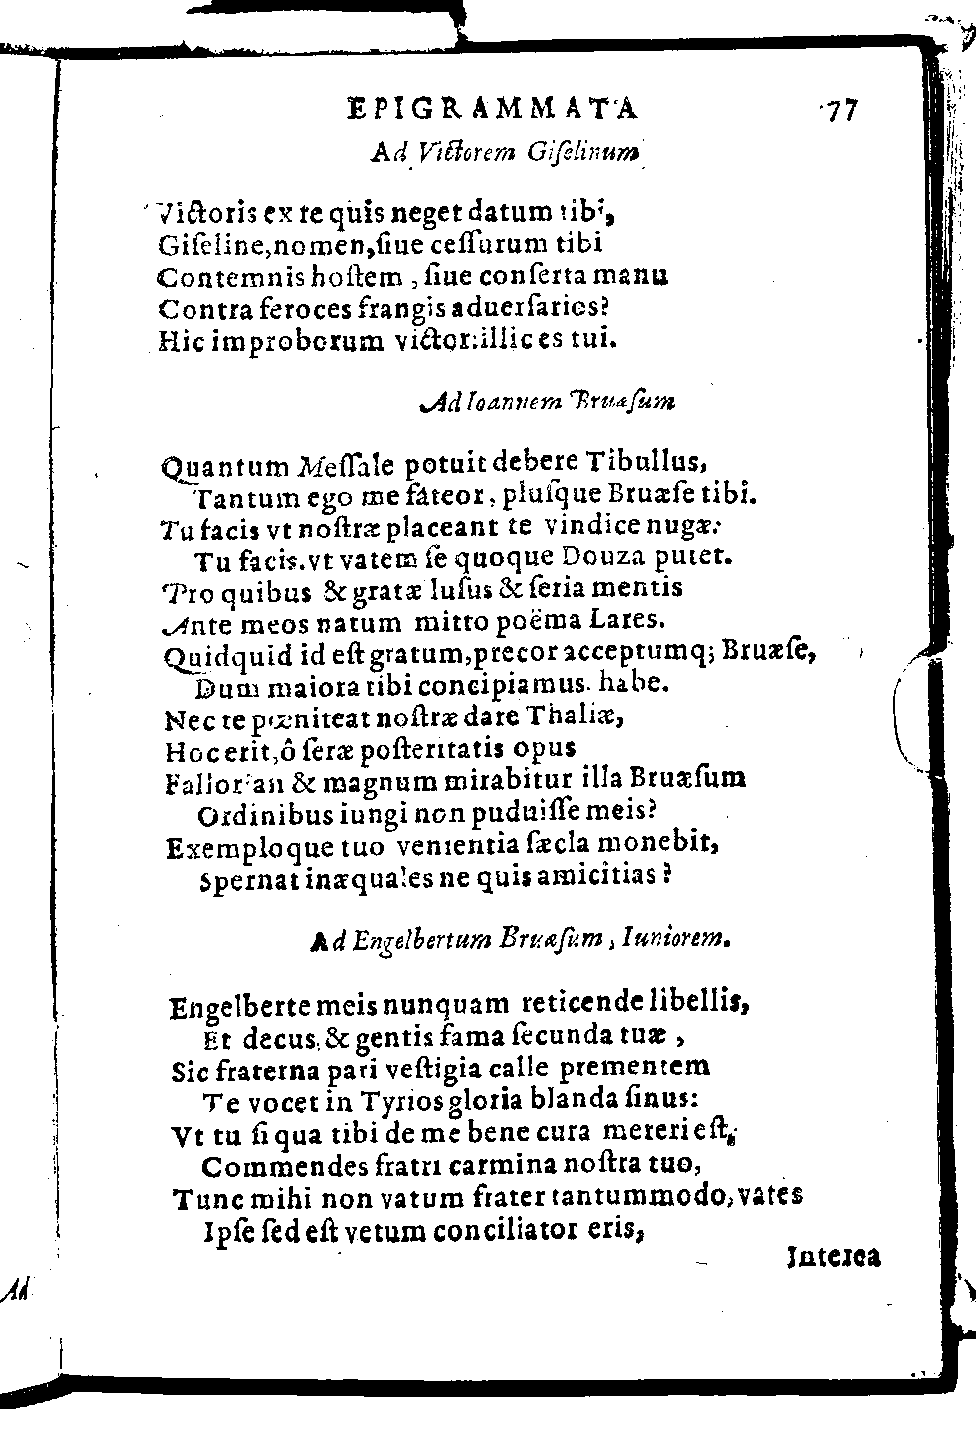 EPIGRAMMATA 77
Ad Victorem Giſelinum
Victoris ex re quis neget datum tibi,
Giſeline,nomen,ſiue ceſſurum tibi
Contemnis hoſtem , ſiue conſerta manu
Contra feroces frangis aduerſarios?
Hic improborum victor:illic es tui.
Ad Ioannem Bruæſum
Quantum Meſſale potuit debere Tibullus,
Tantum ego me fateor, pluſque Bruæſe tibi.
Tu facis vt noſtræ placeant te vindice nugæ:
Tu facis.vt vatem ſe quoque Douza putet.
Pro quibus & gratæ luſus & ſeria mentis
Ante meos natum mitto poëma Lares.
Quidquid id eſt gratum,precor acceptumq; Bruæſe,
Dum maiora tibi concipiamus. habe.
Nec te pœniteat noſtræ dare Thaliæ,
Hoc erit,ô ſeræ poſteritatis opus
Fallor an & magnum mirabitur illa Bruæſum
Ordinibus iungi non puduiſſe meis?
Exemploque tuo venientia ſæcla monebit,
Spernat inæquales ne quis amicitias?
Ad Engelbertum Bruæſum , Iuniorem.
Engelberte meis nunquam reticende libellis,
Et decus, & gentis fama ſecunda tuæ ,
Sic fraterna pari veſtigia calle prementem
Te vocet in Tyrios gloria blanda ſinus:
Vt tu ſi qua tibi de me bene cura mereri eſt,
Commendes fratri carmina noſtra tuo,
Tunc mihi non vatum frater tantummodo, vates
Ipſe ſed eſt vetum conciliator eris,
Interea
Ad